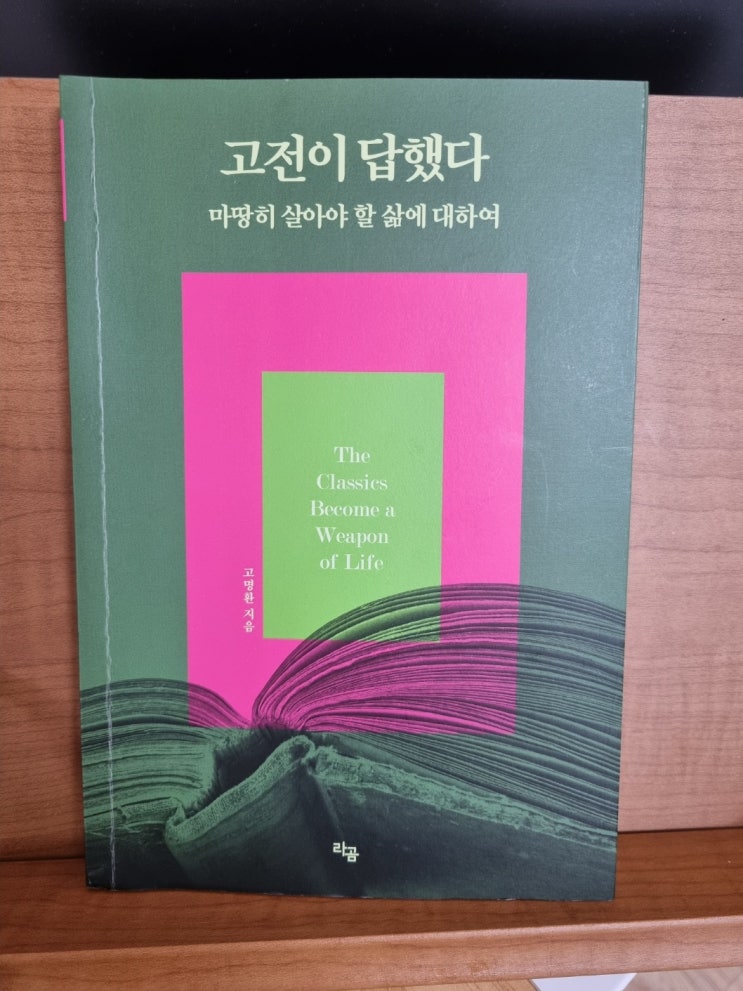 고전이 답했다
마땅히 살아야 할 삶에 대하여
The
Classics
Become a
Weapon
of Life
고명환 지음
라곰